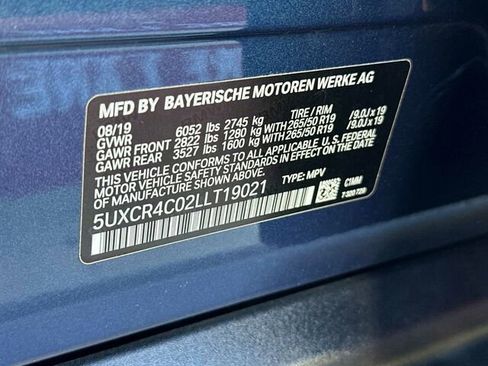 MFD BY BAYERISCHE MOTOREN WERKE AG
08/19 TIRE / RIM
GVWR 6052 lbs 2745 kg
GAWR FRONT 2822 lbs 1280 kg WITH 265/50 R19 /9.0J x 19
GAWR REAR 3527 lbs 1600 kg WITH 265/50 R19 /9.0J x 19
THIS VEHICLE CONFORMS TO ALL APPLICABLE U.S. FEDERAL
MOTOR VEHICLE SAFETY STANDARDS IN EFFECT ON THE
DATE OF MANUFACTURE SHOWN ABOVE.
5UXCR4C02LLT19021 TYPE: MPV C1MM